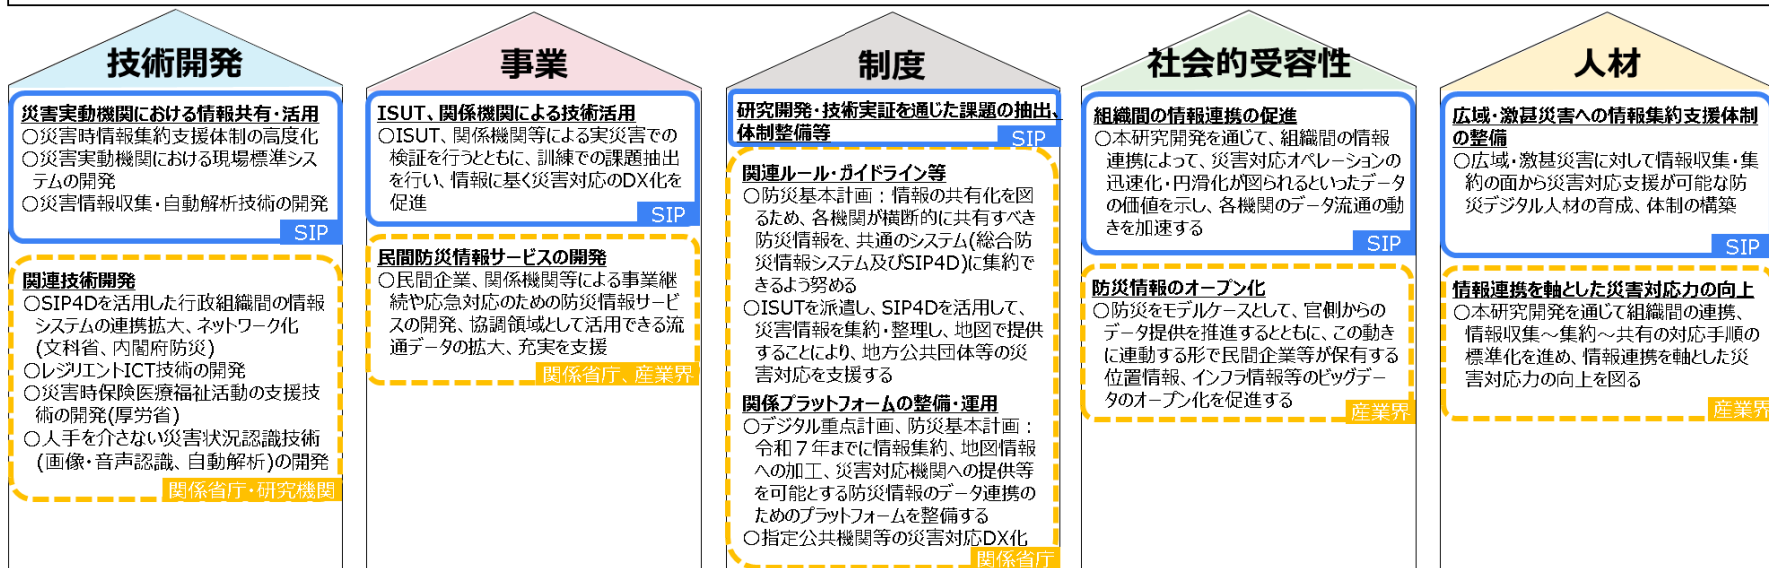 技術開発
災害実動機関における情報共有・活用
○災害時情報集約支援体制の高度化
○災害実動機関における現場標準シス
テムの開発
○災害情報収集・自動解析技術の開発
SIP
関連技術開発
○SIP4Dを活用した行政組織間の情報
システムの連携拡大、ネットワーク化
(文科省、内閣府防災)
○レジリエントICT技術の開発
○災害時保険医療福祉活動の支援技
術の開発(厚労省)
○人手を介さない災害状況認識技術
(画像・音声認識、自動解析)の開発
関係省庁・研究機関
事業
ISUT、関係機関による技術活用
○ISUT、関係機関等による実災害での
検証を行うとともに、訓練での課題抽出
を行い、情報に基く災害対応のDX化を
促進
SIP
民間防災情報サービスの開発
○民間企業、関係機関等による事業継
続や応急対応のための防災情報サービ
スの開発、協調領域として活用できる流
通データの拡大、充実を支援
関係省庁、産業界
制度
研究開発・技術実証を通じた課題の抽出、
体制整備等
SIP
関連ルール・ガイドライン等
○防災基本計画：情報の共有化を図
るため、各機関が横断的に共有すべき
防災情報を、共通のシステム(総合防
災情報システム及びSIP4D)に集約で
きるよう努める
○ISUTを派遣し、SIP4Dを活用して、
災害情報を集約・整理し、地図で提供
することにより、地方公共団体等の災
害対応を支援する
関係プラットフォームの整備・運用
○デジタル重点計画、防災基本計画：
令和７年までに情報集約、地図情報
への加工、災害対応機関への提供等
を可能とする防災情報のデータ連携の
ためのプラットフォームを整備する
○指定公共機関等の災害対応DX化
関係省庁
社会的受容性
組織間の情報連携の促進
○本研究開発を通じて、組織間の情報
連携によって、災害対応オペレーションの
迅速化・円滑化が図られるといったデータ
の価値を示し、各機関のデータ流通の動
きを加速する
SIP
防災情報のオープン化
○防災をモデルケースとして、官側からの
データ提供を推進するとともに、この動き
に連動する形で民間企業等が保有する
位置情報、インフラ情報等のビッグデー
タのオープン化を促進する
産業界
人材
広域・激甚災害への情報集約支援体制
の整備
○広域・激甚災害に対して情報収集・集
約の面から災害対応支援が可能な防
災デジタル人材の育成、体制の構築
SIP
情報連携を軸とした災害対応力の向上
○本研究開発を通じて組織間の連携、
情報収集～集約～共有の対応手順の
標準化を進め、情報連携を軸とした災
害対応力の向上を図る
産業界